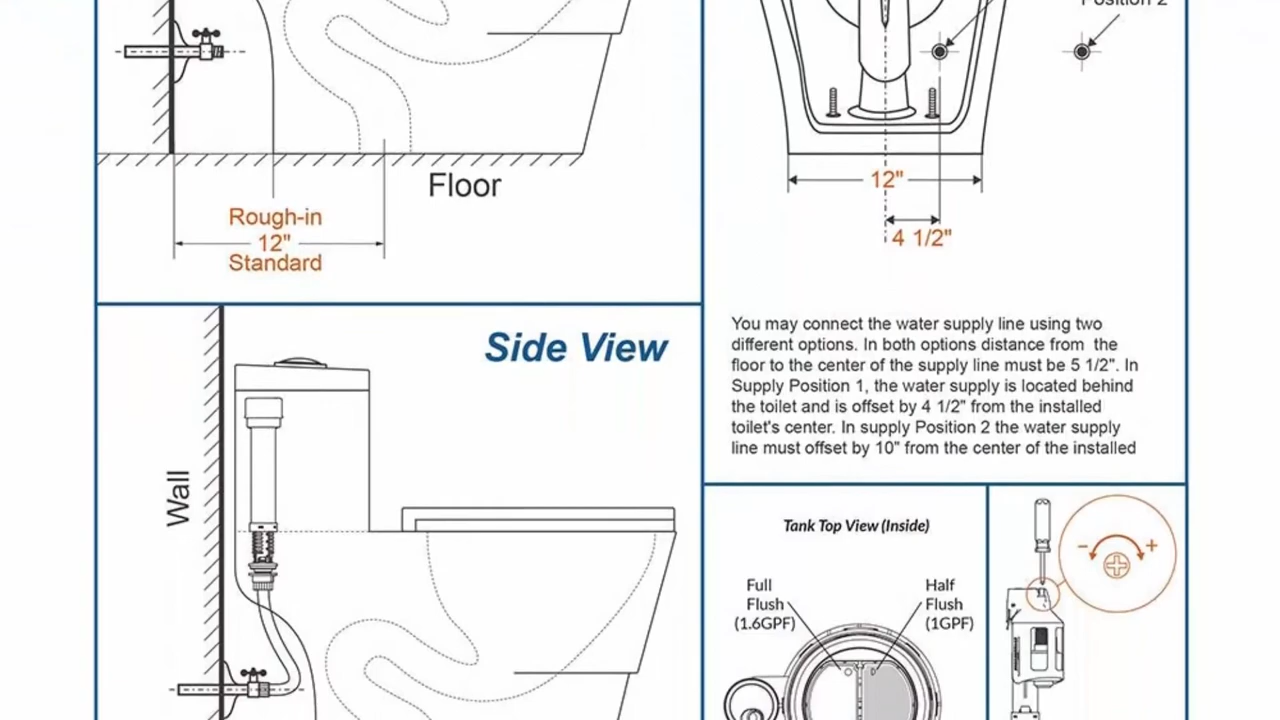 Position 2
Floor
Rough-in
12"
Standard
12"
4 1/2"
You may connect the water supply line using two
different options. In both options distance from the
floor to the center of the supply line must be 5 1/2". In
Supply Position 1, the water supply is located behind
the toilet and is offset by 4 1/2" from the installed
toilet's center. In supply Position 2 the water supply
line must offset by 10" from the center of the installed
Side View
Wall
Tank Top View (Inside)
Full
Flush
(1.6GPF)
Half
Flush
(1GPF)
- +